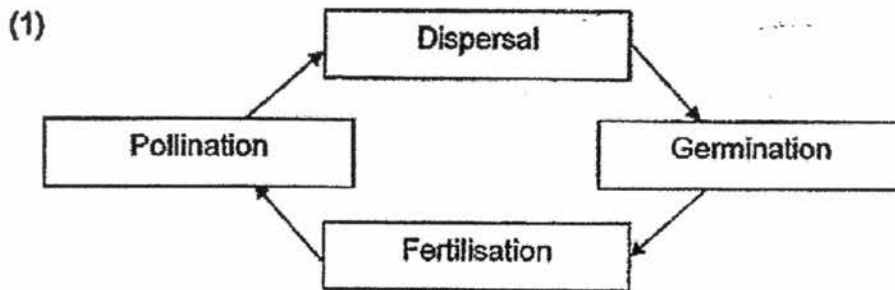 (1)
Dispersal
Pollination
Germination
Fertilisation